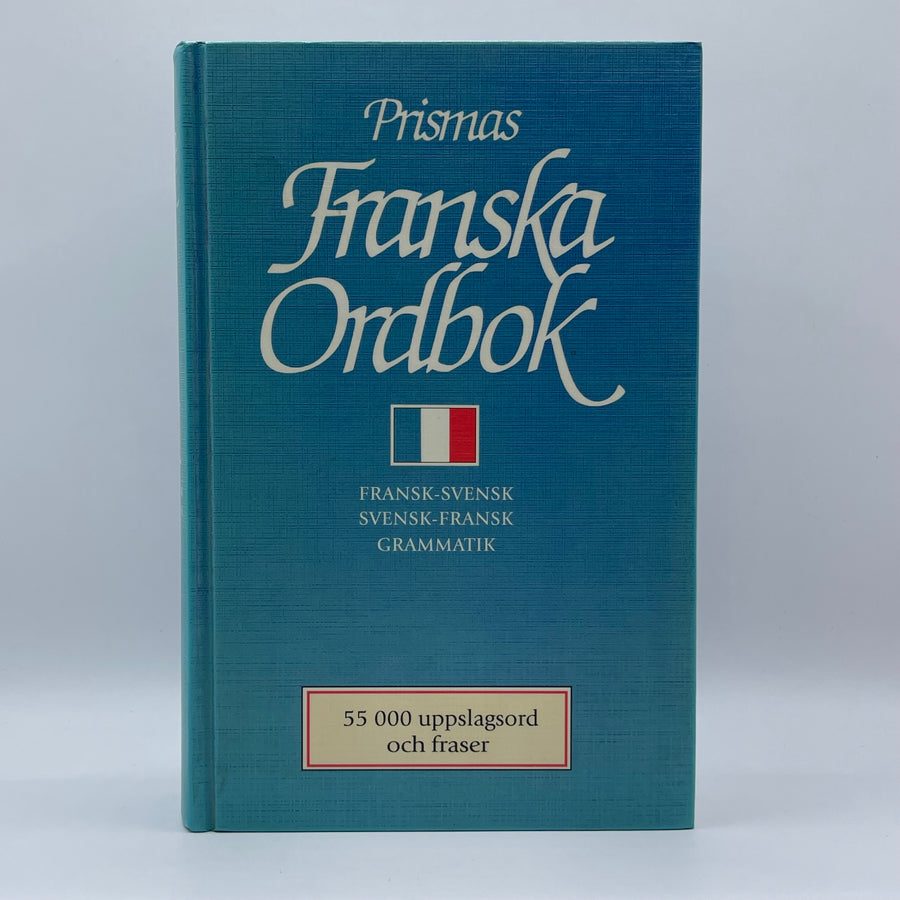 Prismas
Franska
Ordbok
FRANSK-SVENSK
SVENSK-FRANSK
GRAMMATIK
55 000 uppslagsord
och fraser